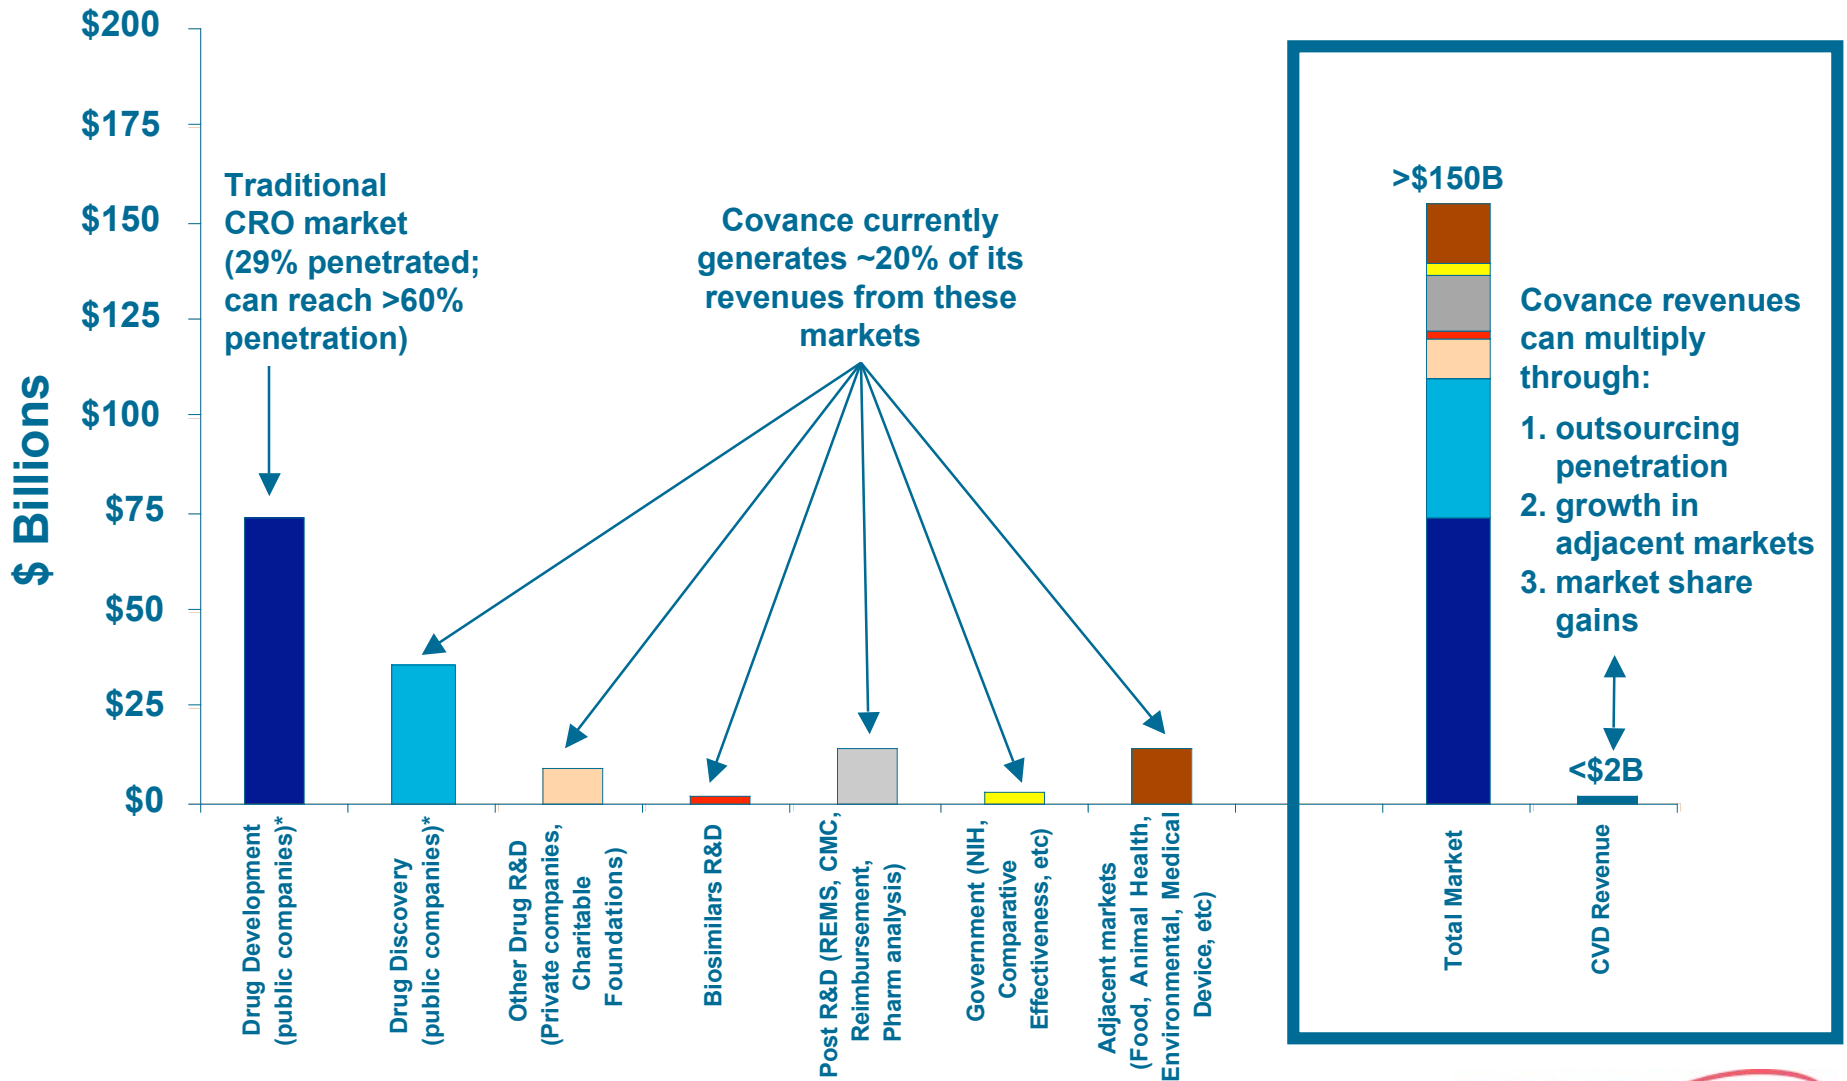 $ Billions
$200
$175
$150
$125
$100
$75
$50
$25
$0
Traditional
CRO market
(29% penetrated;
can reach >60%
penetration)
Covance currently
generates ~20% of its
revenues from these
markets
>$150B
Covance revenues
can multiply
through:
1. outsourcing
penetration
2. growth in
adjacent markets
3. market share
gains
<$2B
Drug Development
(public companies)*
Drug Discovery
(public companies)*
Other Drug R&D
(Private companies,
Charitable
Foundations)
Biosimilars R&D
Post R&D (REMS, CMC,
Reimbursement,
Pharm analysis)
Government (NIH,
Comparative
Effectiveness, etc)
Adjacent markets
(Food, Animal Health,
Environmental, Medical
Device, etc)
Total Market
CVD Revenue